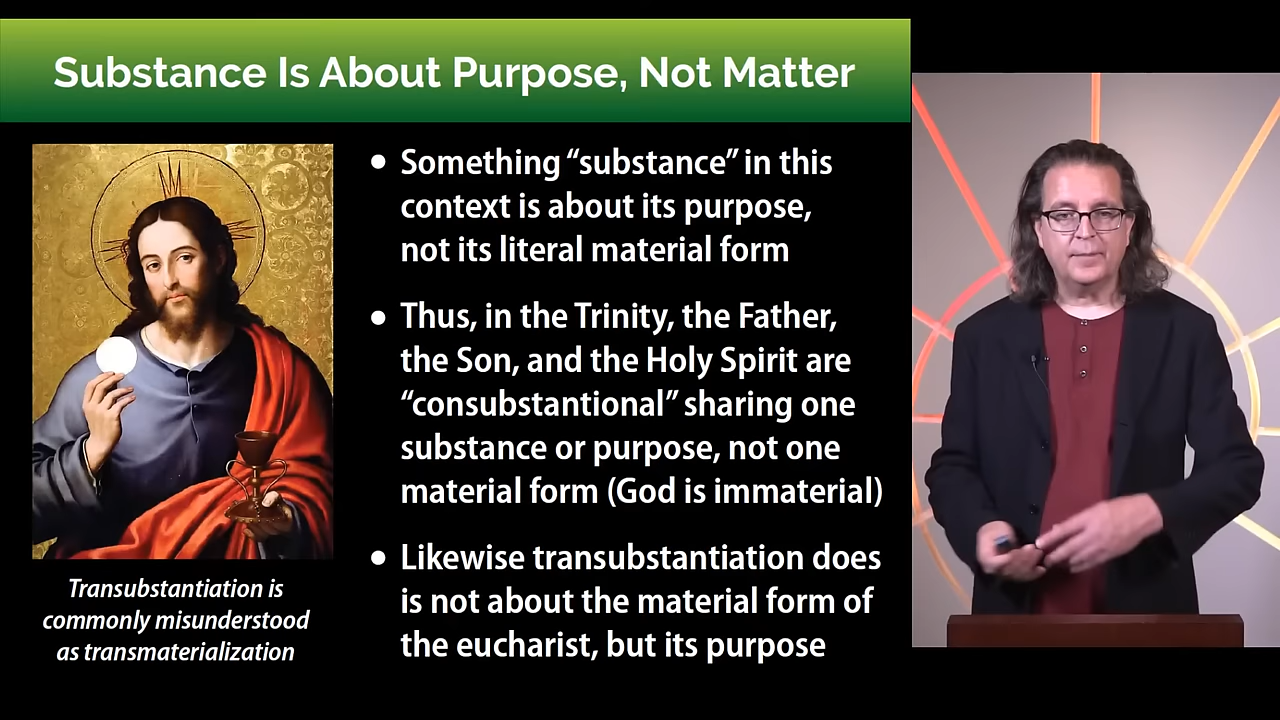 Substance Is About Purpose, Not Matter
Something “substance” in this
context is about its purpose,
not its literal material form
Thus, in the Trinity, the Father,
the Son, and the Holy Spirit are
“consubstantional” sharing one
substance or purpose, not one
material form (God is immaterial)
Likewise transubstantiation does
is not about the material form of
the eucharist, but its purpose
Transubstantiation is
commonly misunderstood
as transmaterialization